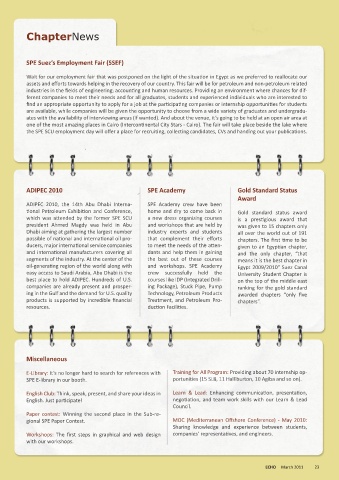 ChapterNews
SPE Suez's Employment Fair (SSEF)
Wait for our employment fair that was postponed on the light of the situation in Egypt as we preferred to reallocate our
assets and efforts towards helping in the recovery of our country. This fair will be for petroleum and non-petroleum related
industries in the fields of engineering, accounting and human resources. Providing an environment where chances for dif-
ferent companies to meet their needs and for all graduates, students and experienced individuals who are interested to
find an appropriate opportunity to apply for a job at the participating companies or internship opportunities for students
are available, while companies will be given the opportunity to choose from a wide variety of graduates and undergradu-
ates with the availability of interviewing areas (if wanted). And about the venue, it's going to be held at an open air area at
one of the most amazing places in Cairo (Intercontinental City Stars - Cairo). The fair will take place beside the lake where
the SPE SCU employment day will offer a place for recruiting, collecting candidates, CVs and handing out your publications.
ADIPEC 2010
ADIPEC 2010, the 14th Abu Dhabi Interna-
tional Petroleum Exhibition and Conference,
which was attended by the former SPE SCU
president Ahmed Magdy was held in Abu
Dhabi aiming at gathering the largest number
possible of national and international oil pro-
ducers, major international service companies
and international manufacturers covering all
segments of the industry. At the center of the
oil-generating region of the world along with
easy access to Saudi Arabia, Abu Dhabi is the
best place to hold ADIPEC. Hundreds of U.S.
companies are already present and prosper-
ing in the Gulf and the demand for U.S. quality
products is supported by incredible financial
resources.
SPE Academy
SPE Academy crew have been
home and dry to come back in
a new dress organizing courses
and workshops that are held by
industry experts and students
that complement their efforts
to meet the needs of the atten-
dants and help them in gaining
the best out of these courses
and workshops. SPE Academy
crew successfully held the
courses like IDP (Integrated Drill-
ing Package), Stuck Pipe, Pump
Technology, Petroleum Products
Treatment, and Petroleum Pro-
duction Facilities.
Gold Standard Status
Award
Gold standard status award
is a prestigious award that
was given to 15 chapters only
all over the world out of 191
chapters. The first time to be
given to an Egyptian chapter,
and the only chapter, "that
means it is the best chapter in
Egypt 2009/2010" Suez Canal
University Student Chapter is
on the top of the middle east
ranking for the gold standard
awarded chapters "only five
chapters".
Miscellaneous
E-Library: It's no longer hard to search for references with
SPE E-library in our booth.
English Club: Think, speak, present, and share your ideas in
English. Just participate!
Paper contest: Winning the second place in the Sub-re-
gional SPE Paper Contest.
Workshops: The first steps in graphical and web design
with our workshops.
Training for All Program: Providing about 70 internship op-
portunities (15 SLB, 11 Halliburton, 10 Agiba and so on).
Learn & Lead: Enhancing communication, presentation,
negotiation, and team work skills with our Learn & Lead
Council.
MOC (Mediterranean Offshore Conference) - May 2010:
Sharing knowledge and experience between students,
companies' representatives, and engineers.
ECHO March 2011 23